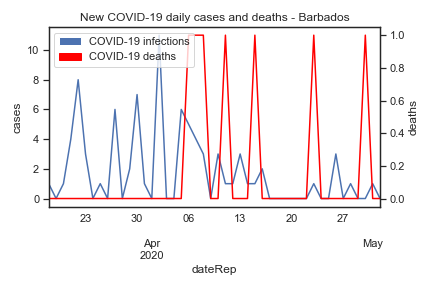 New COVID-19 daily cases and deaths - Barbados
COVID-19 infections
COVID-19 deaths
cases
10
8
6
4
2
0
deaths
1.0
0.8
0.6
0.4
0.2
0.0
23 30 06 13 20 27
Apr May
2020
dateRep